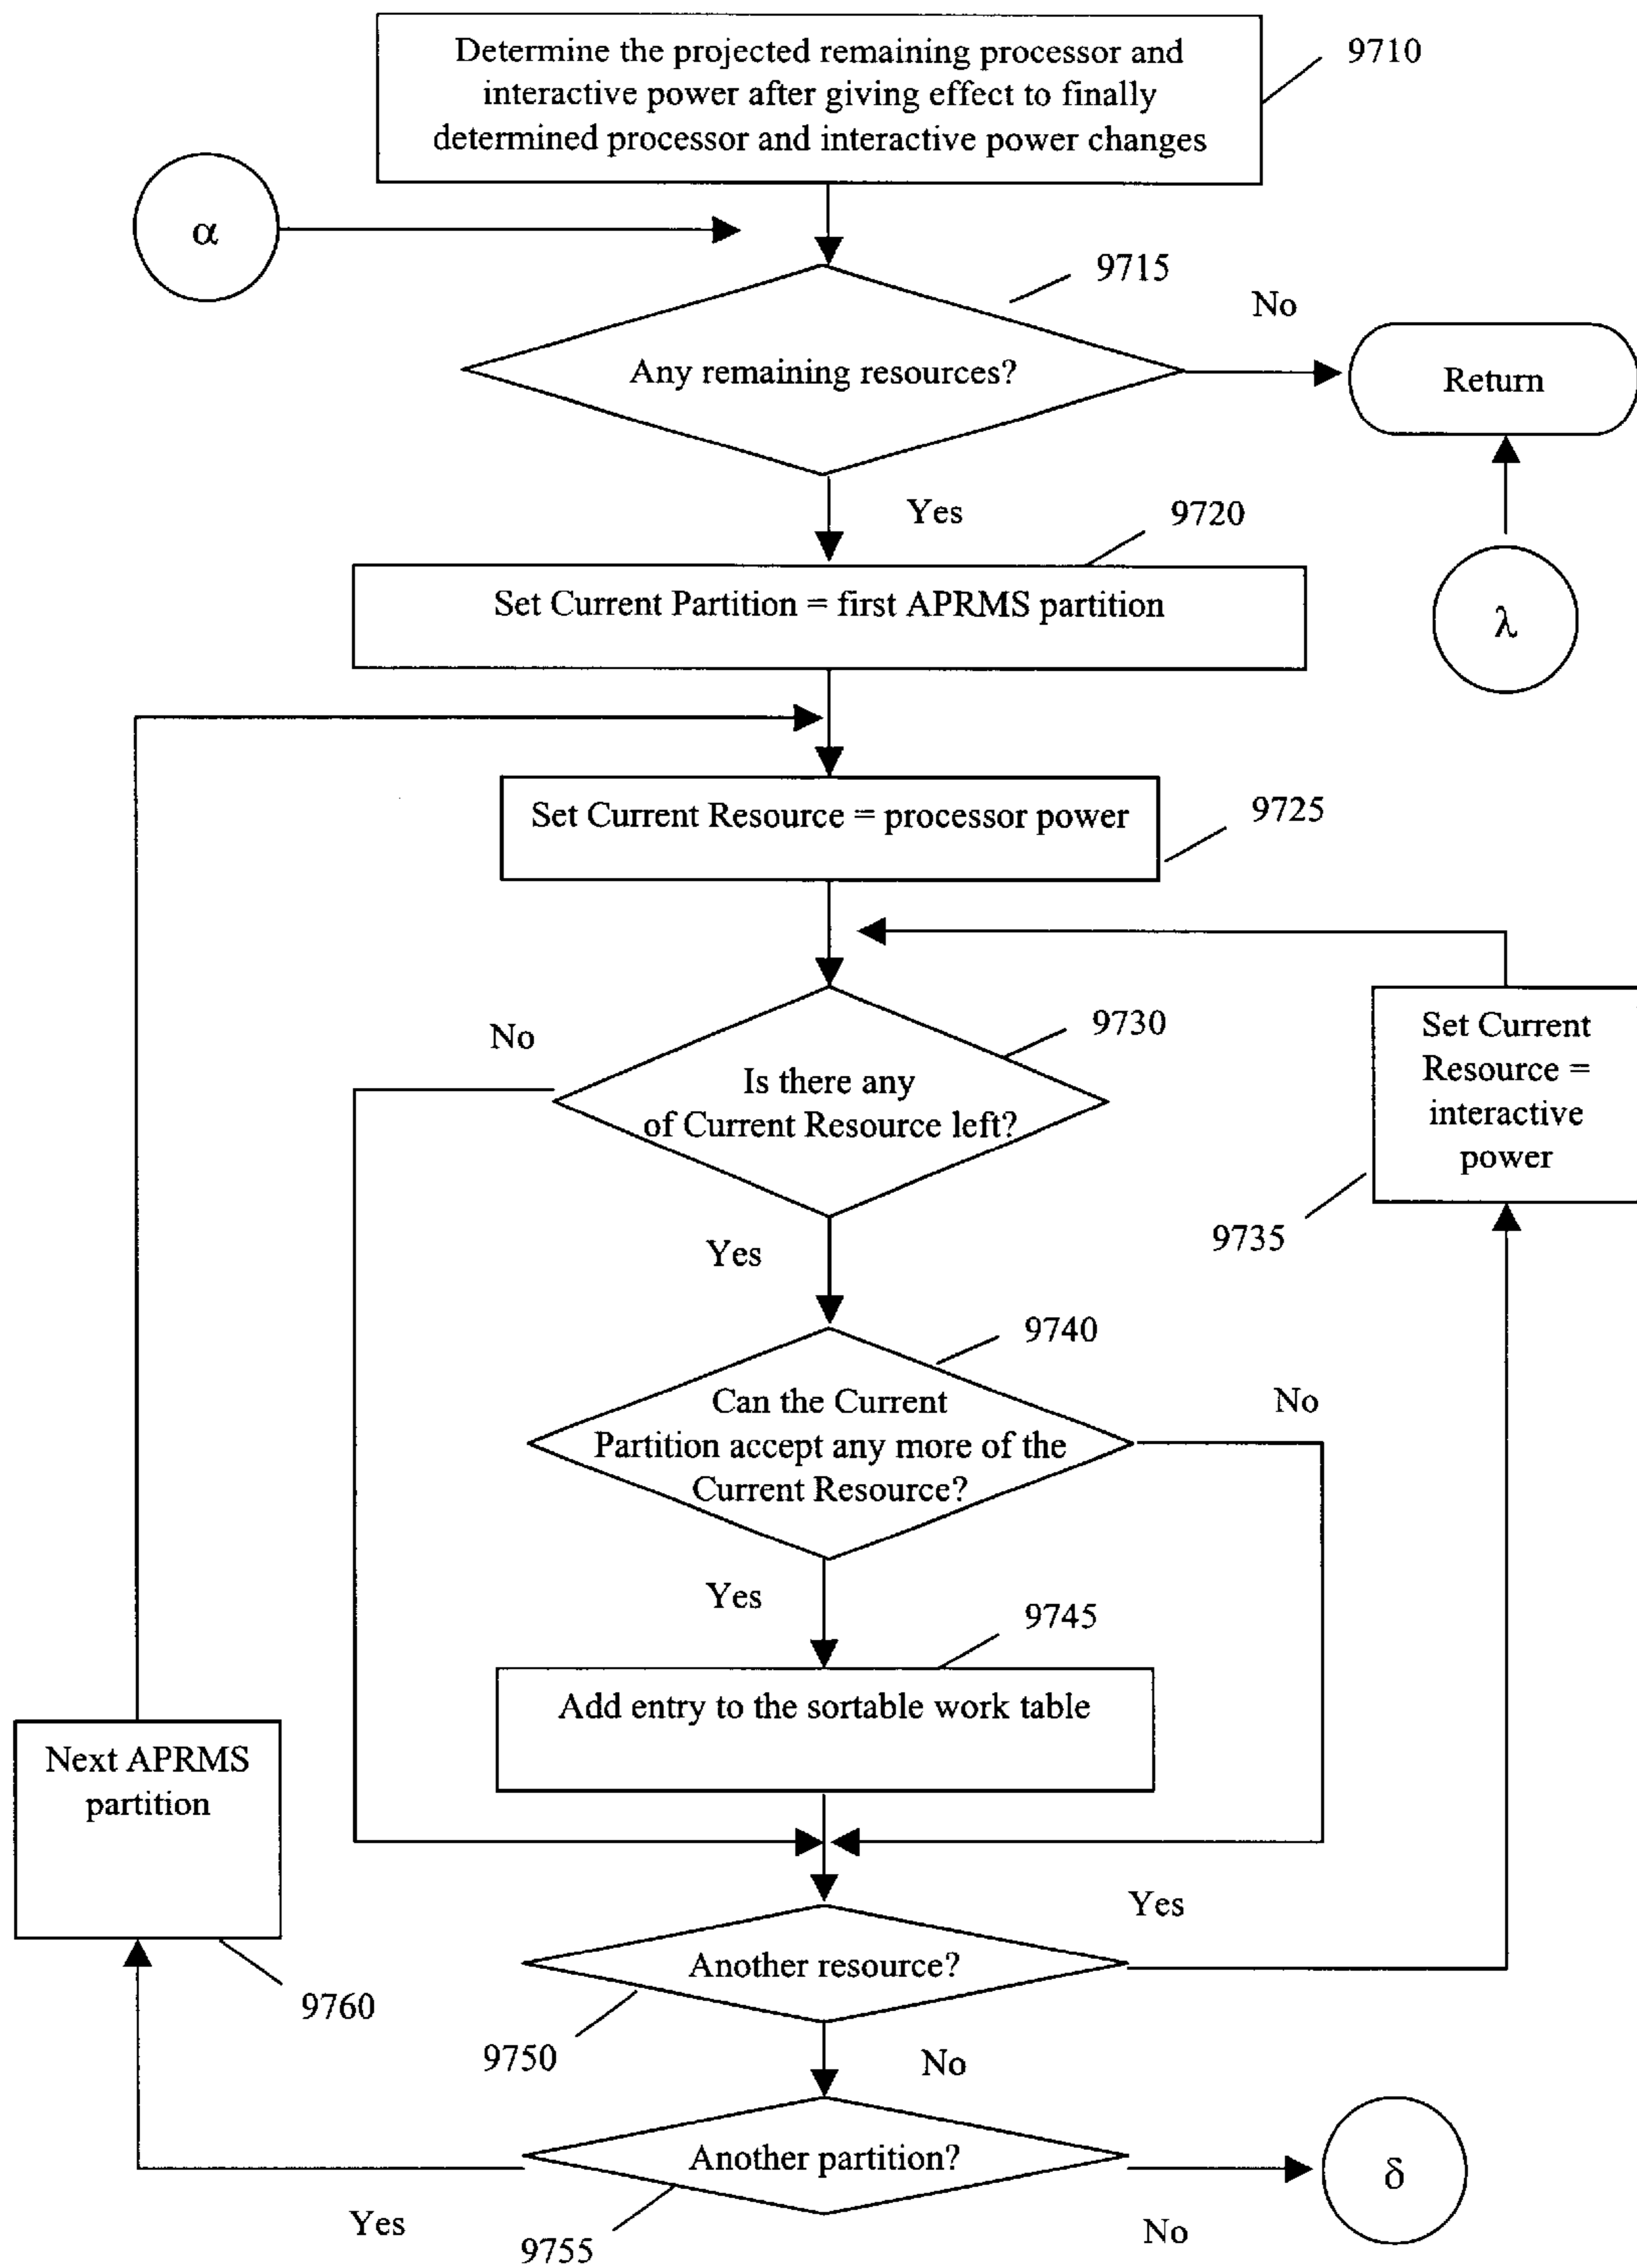 Determine the projected remaining processor and
interactive power after giving effect to finally
determined processor and interactive power changes
9710
α
9715
No
Any remaining resources?
Return
Yes
9720
Set Current Partition = first APRMS partition
λ
Set Current Resource = processor power
9725
No
9730
Is there any
of Current Resource left?
Set Current
Resource =
interactive
power
9735
Yes
9740
Can the Current
Partition accept any more of the
Current Resource?
No
Yes
9745
Add entry to the sortable work table
Next APRMS
partition
Yes
Another resource?
9760
9750
No
Another partition?
δ
Yes
9755
No